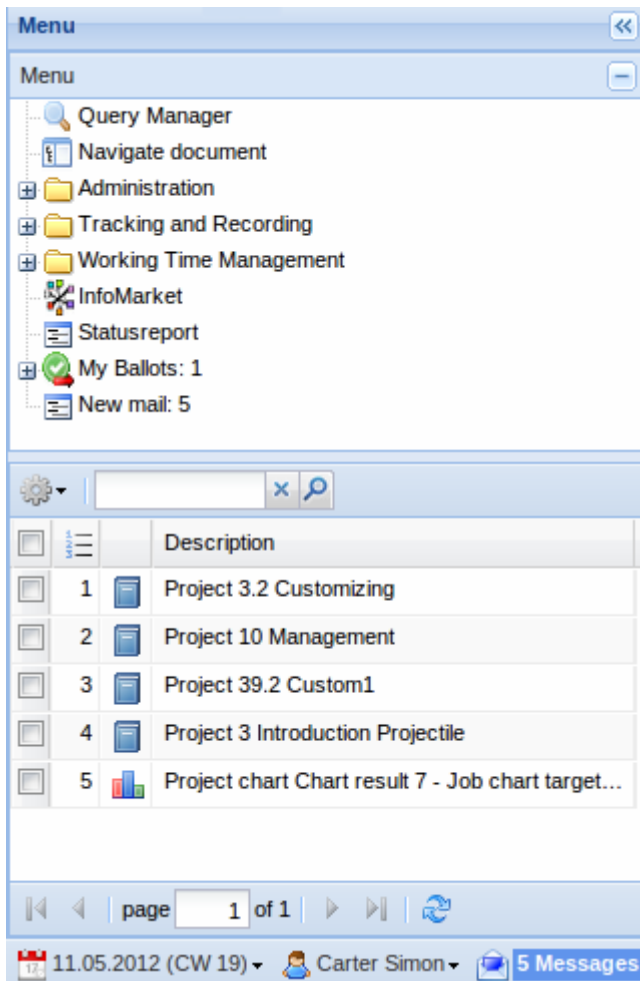 Menu
Menu
Query Manager
Navigate document
Administration
Tracking and Recording
Working Time Management
InfoMarket
Statusreport
My Ballots: 1
New mail: 5
Description
1 Project 3.2 Customizing
2 Project 10 Management
3 Project 39.2 Custom1
4 Project 3 Introduction Projectile
5 Project chart Chart result 7 - Job chart target...
page 1 of 1
11.05.2012 (CW 19) Carter Simon 5 Messages